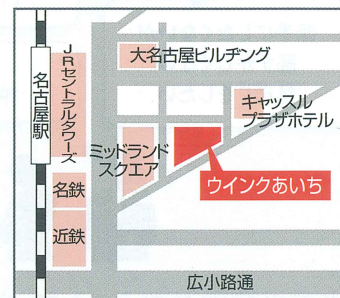 大名古屋ビルヂング
JRセントラルタワーズ
名古屋駅
キャッスル
プラザホテル
ミッドランド
スクエア
ウインクあいち
名鉄
近鉄
広小路通